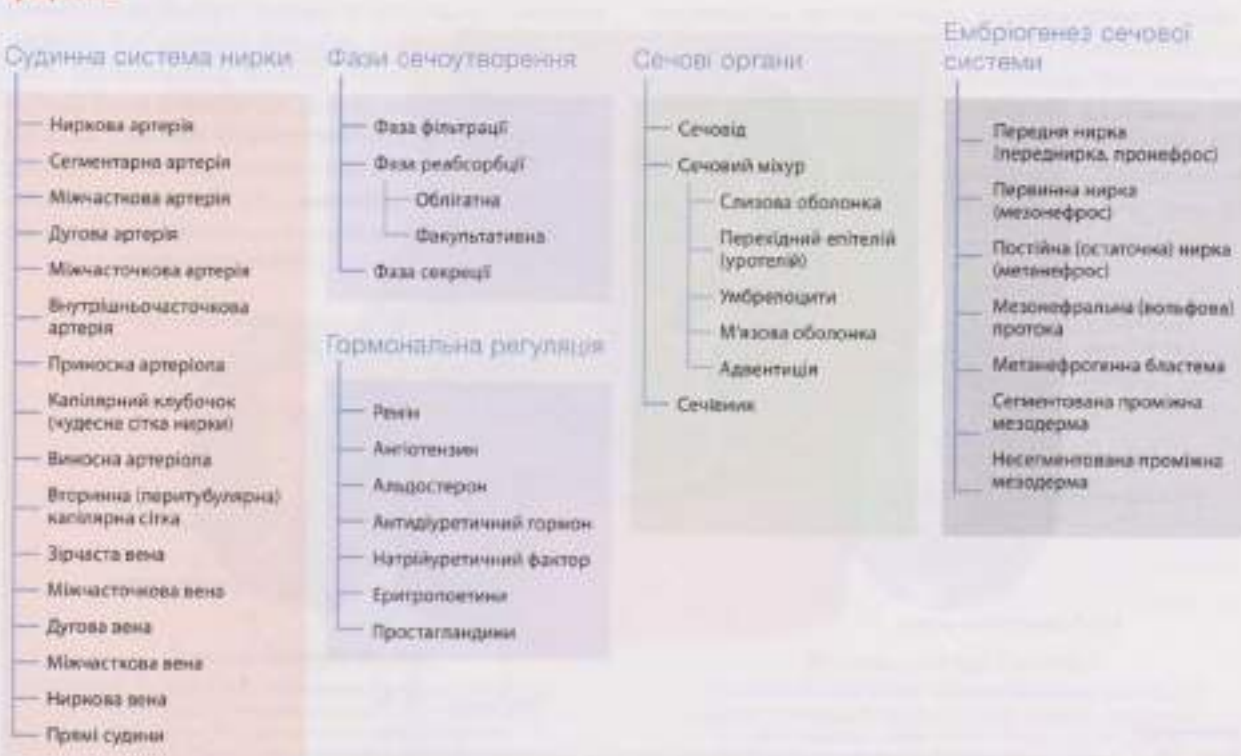 Судинна система нирки
Ниркова артерія
Сегментарна артерія
Міжчасткова артерія
Дугова артерія
Міжчасточкова артерія
Внутрішньочасточкова
артерія
Приносна артеріола
Капілярний клубочок
(чудесна сітка нирки)
Виносна артеріола
Вторинна (перитубулярна)
капілярна сітка
Зірчаста вена
Міжчасточкова вена
Дугова вена
Міжчасткова вена
Ниркова вена
Прямі судини
Фази сечоутворення
Фаза фільтрації
Фаза реабсорбції
Облігатна
Факультативна
Фаза секреції
Гормональна регуляція
Ренін
Ангіотензин
Альдостерон
Антидіуретичний гормон
Натрійуретичний фактор
Еритропоетини
Простагландини
Сечові органи
Сечовід
Сечовий міхур
Слизова оболонка
Перехідний епітелій
(уротелій)
Умбрелоцити
М'язова оболонка
Адвентиція
Сечівник
Ембріогенез сечової
системи
Передня нирка
(переднирка, пронефрос)
Первинна нирка
(мезонефрос)
Постійна (остаточна) нирка
(метанефрос)
Мезонефральна (вольфова)
протока
Метанефрогенна бластема
Сегментована проміжна
мезодерма
Несегментована проміжна
мезодерма